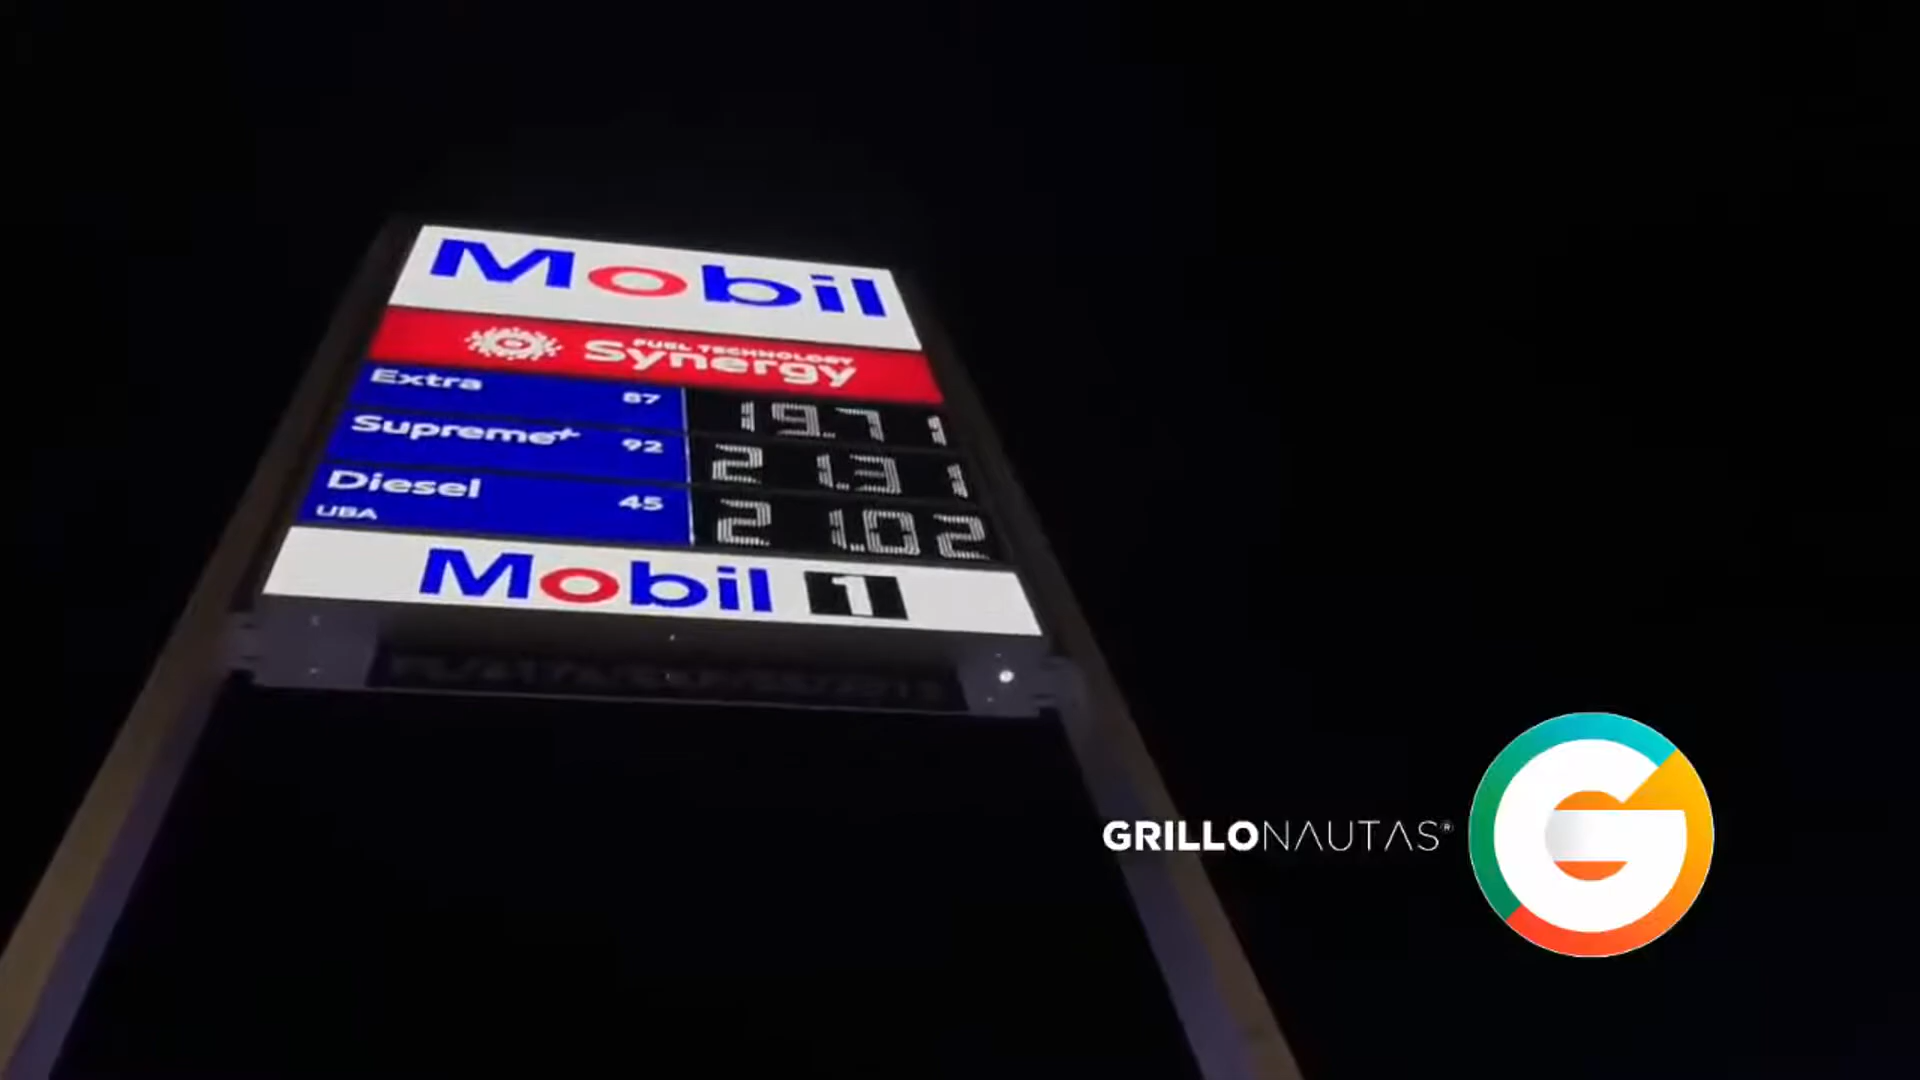 Mobil
FUEL TECHNOLOGY
Synergy
Extra 87 19.71
Supreme+ 92 21.31
Diesel 45 21.02
UBA
Mobil 1
GRILLONAUTAS®
G